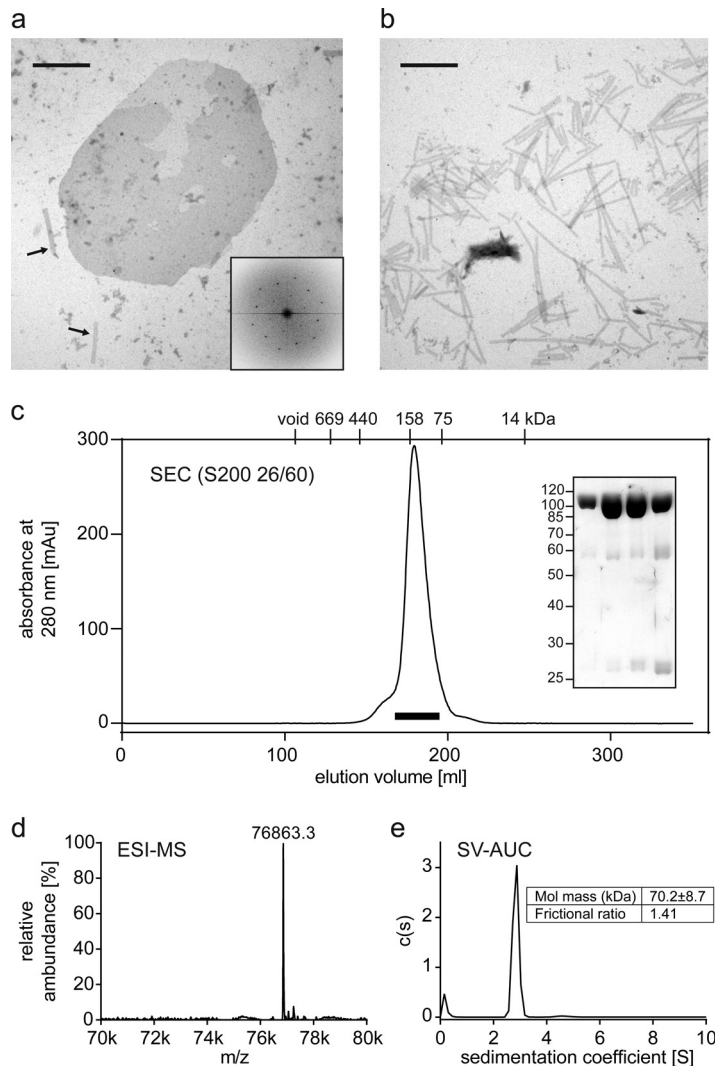 a
b
c
void 669 440 158 75 14 kDa
300
200
100
0
absorbance at
280 nm [mAu]
SEC (S200 26/60)
120
100
85
70
60
50
40
30
25
0 100 200 300
elution volume [ml]
d
ESI-MS
76863.3
100
80
60
40
20
0
relative
ambundance [%]
70k 72k 74k 76k 78k 80k
m/z
e
SV-AUC
3
2
1
0
c(s)
Mol mass (kDa) 70.2±8.7
Frictional ratio 1.41
0 2 4 6 8 10
sedimentation coefficient [S]